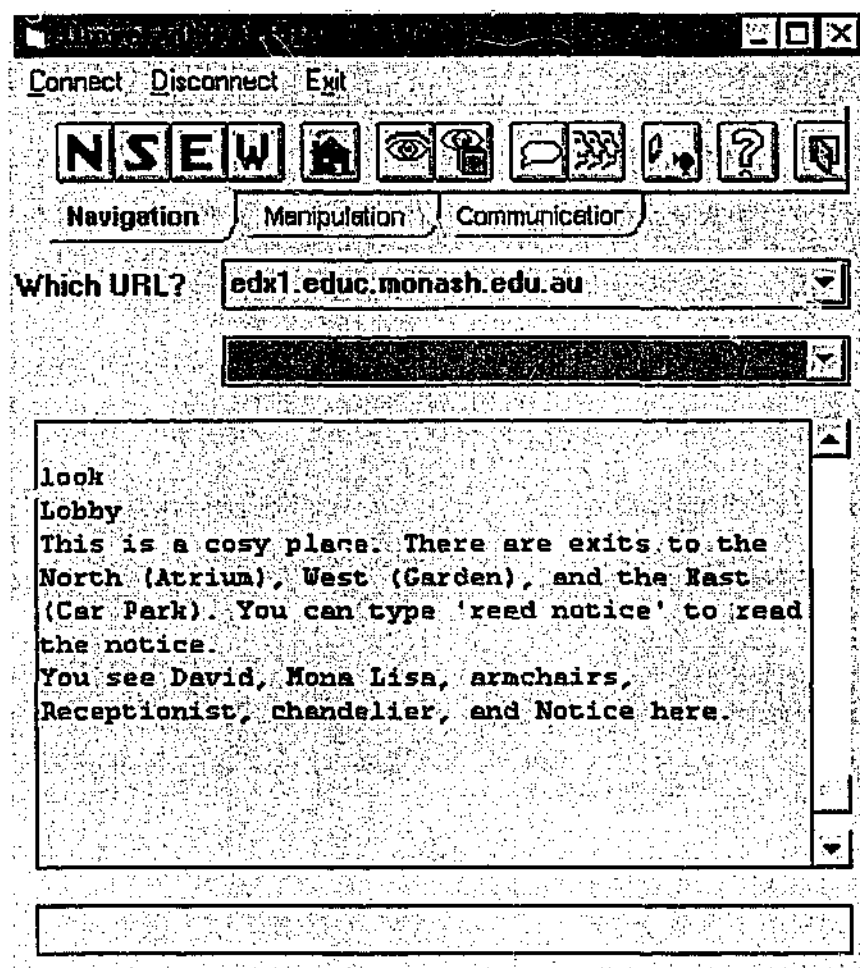 Connect Disconnect Exit
N S E W ?
Navigation Manipulation Communication
Which URL? edx1.educ.monash.edu.au
look
Lobby
This is a cosy place. There are exits to the
North (Atrium), West (Garden), and the East
(Car Park). You can type 'read notice' to read
the notice.
You see David, Mona Lisa, armchairs,
Receptionist, chandelier, and Notice here.